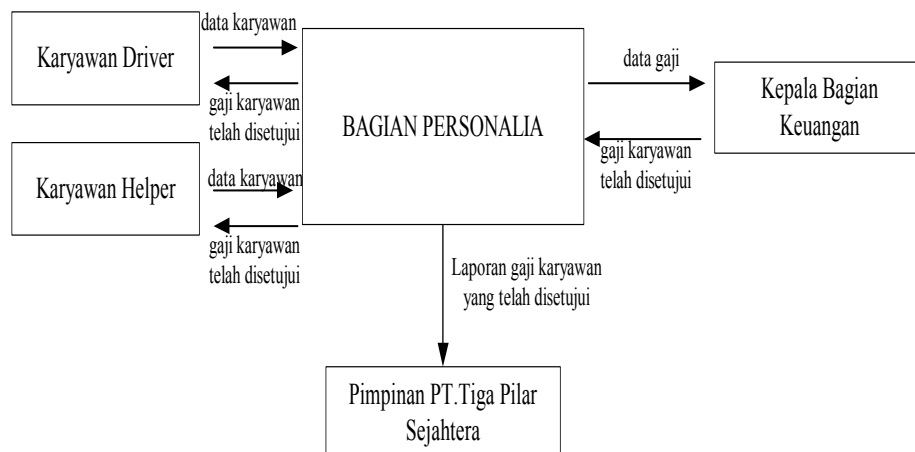 data karyawan
Karyawan Driver
gaji karyawan
telah disetujui
Karyawan Helper
data karyawan
gaji karyawan
telah disetujui
BAGIAN PERSONALIA
data gaji
Kepala Bagian
Keuangan
gaji karyawan
telah disetujui
Laporan gaji karyawan
yang telah disetujui
Pimpinan PT.Tiga Pilar
Sejahtera